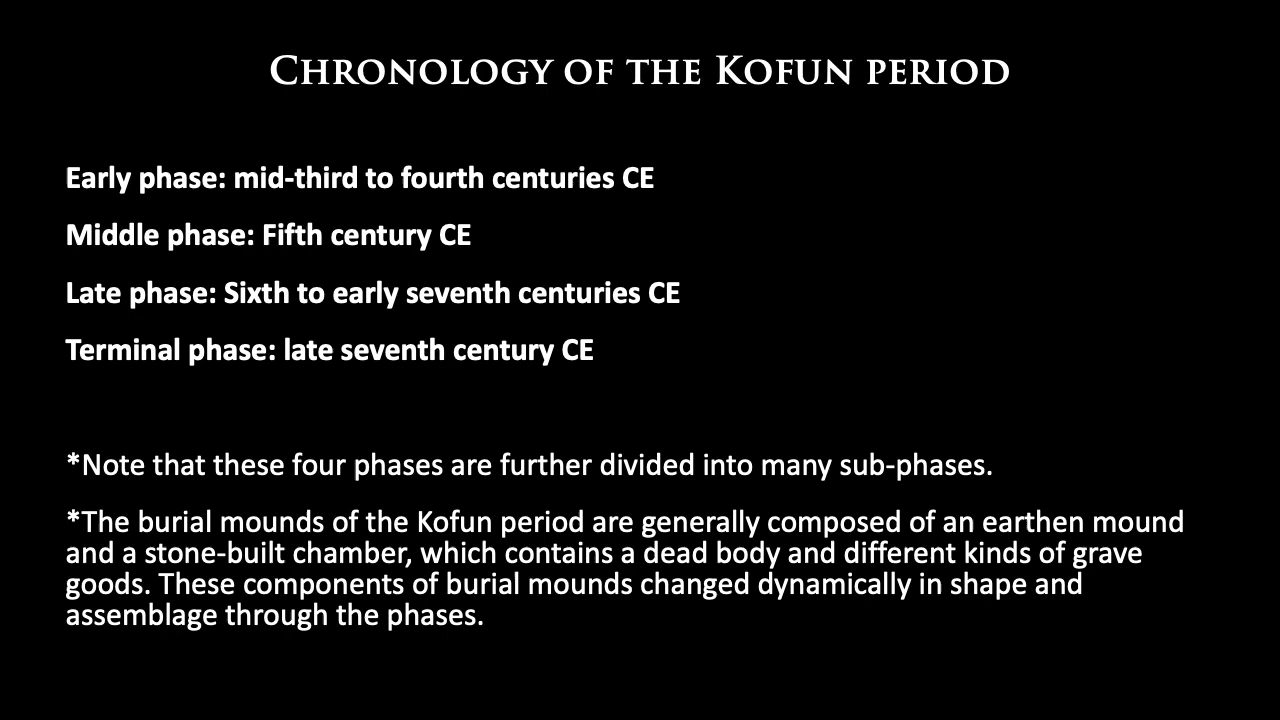 Chronology of the Kofun period
Early phase: mid-third to fourth centuries CE
Middle phase: Fifth century CE
Late phase: Sixth to early seventh centuries CE
Terminal phase: late seventh century CE
*Note that these four phases are further divided into many sub-phases.
*The burial mounds of the Kofun period are generally composed of an earthen mound
and a stone-built chamber, which contains a dead body and different kinds of grave
goods. These components of burial mounds changed dynamically in shape and
assemblage through the phases.